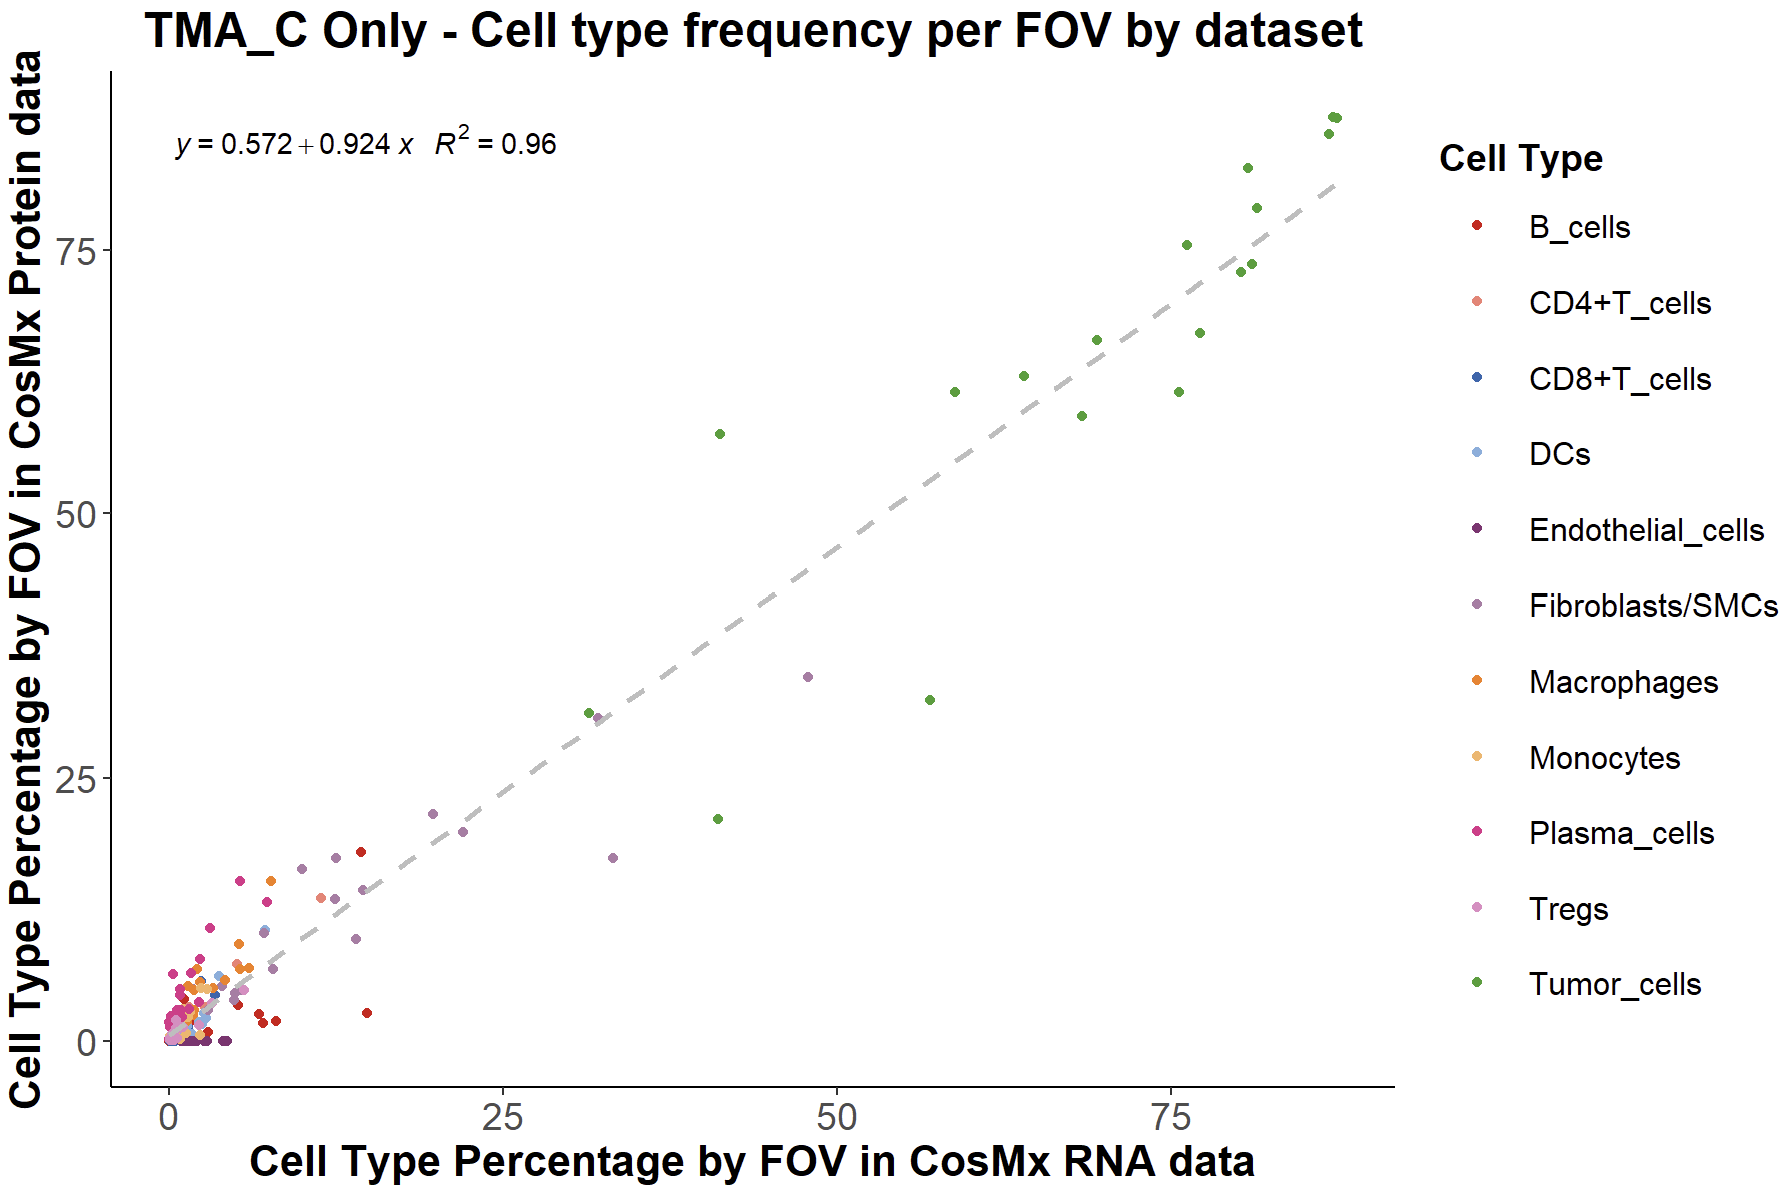 TMA_C Only - Cell type frequency per FOV by dataset
Cell Type Percentage by FOV in CosMx Protein data
y = 0.572 + 0.924 x R² = 0.96
75
50
25
0
0 25 50 75
Cell Type Percentage by FOV in CosMx RNA data
Cell Type
B_cells
CD4+T_cells
CD8+T_cells
DCs
Endothelial_cells
Fibroblasts/SMCs
Macrophages
Monocytes
Plasma_cells
Tregs
Tumor_cells